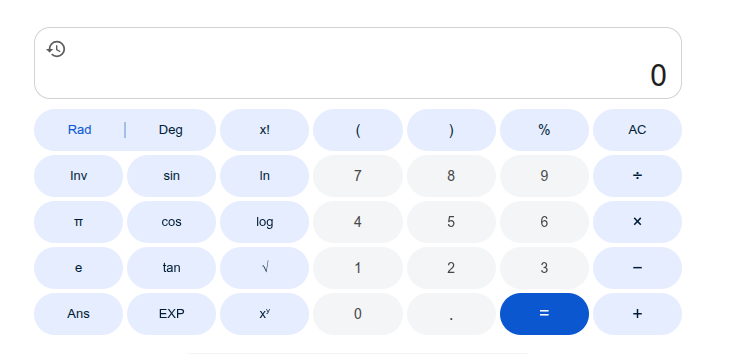 0
Rad | Deg x! ( ) % AC
Inv sin ln 7 8 9 ÷
π cos log 4 5 6 ×
e tan √ 1 2 3 −
Ans EXP xʸ 0 . = +